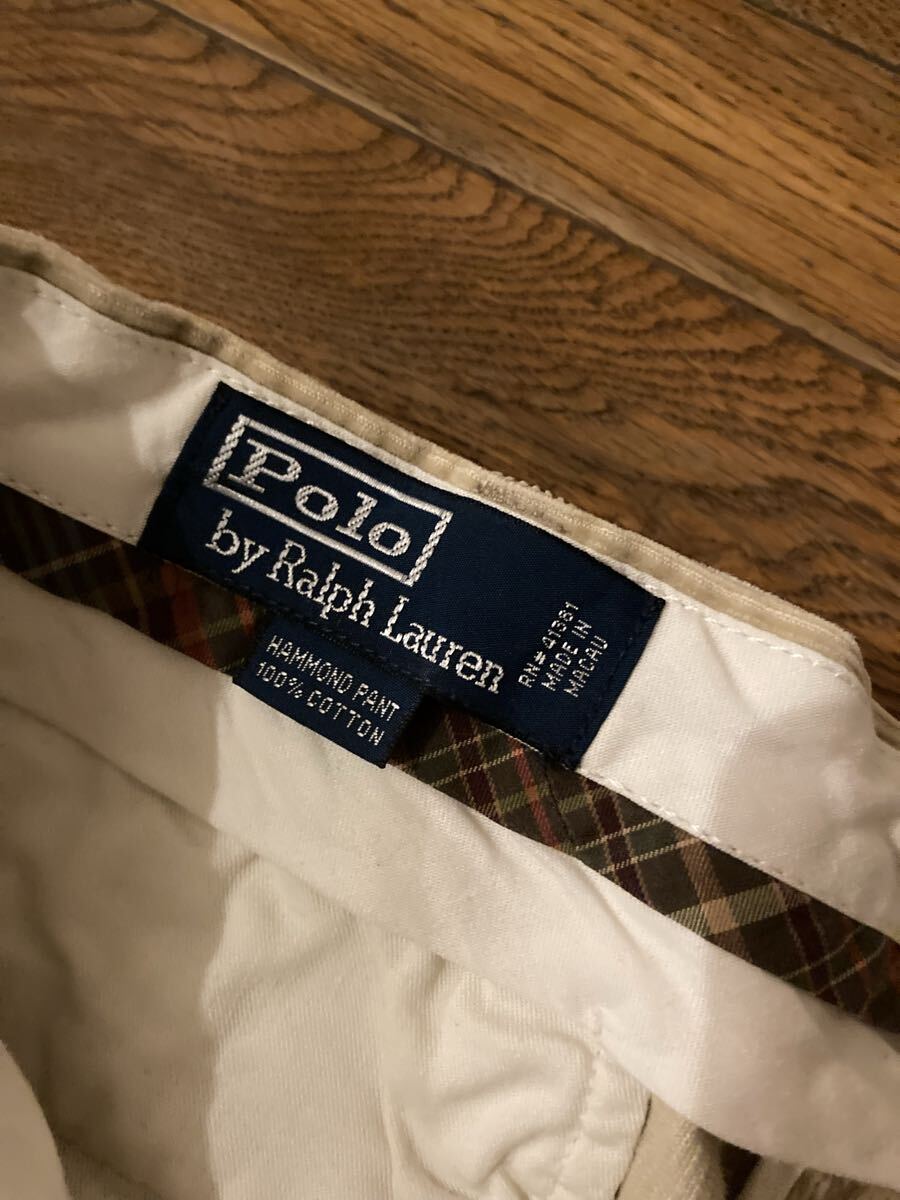 Polo
by Ralph Lauren
RN# 41381
MADE IN
MACAU
HAMMOND PANT
100% COTTON